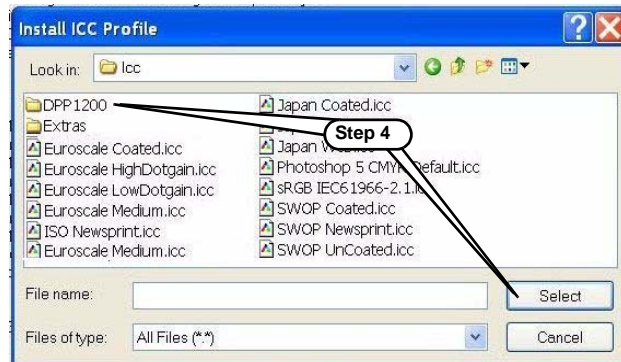 Install ICC Profile
Look in: Icc
DPP1200
Extras
Euroscale Coated.icc
Euroscale HighDotgain.icc
Euroscale LowDotgain.icc
Euroscale Medium.icc
ISO Newsprint.icc
Euroscale Medium.icc
Japan Coated.icc
Step 4
Japan
Photoshop 5 CMYK Default.icc
sRGB IEC61966-2.1
SWOP Coated.icc
SWOP Newsprint.icc
SWOP UnCoated.icc
File name:
Select
Files of type: All Files (*.*)
Cancel